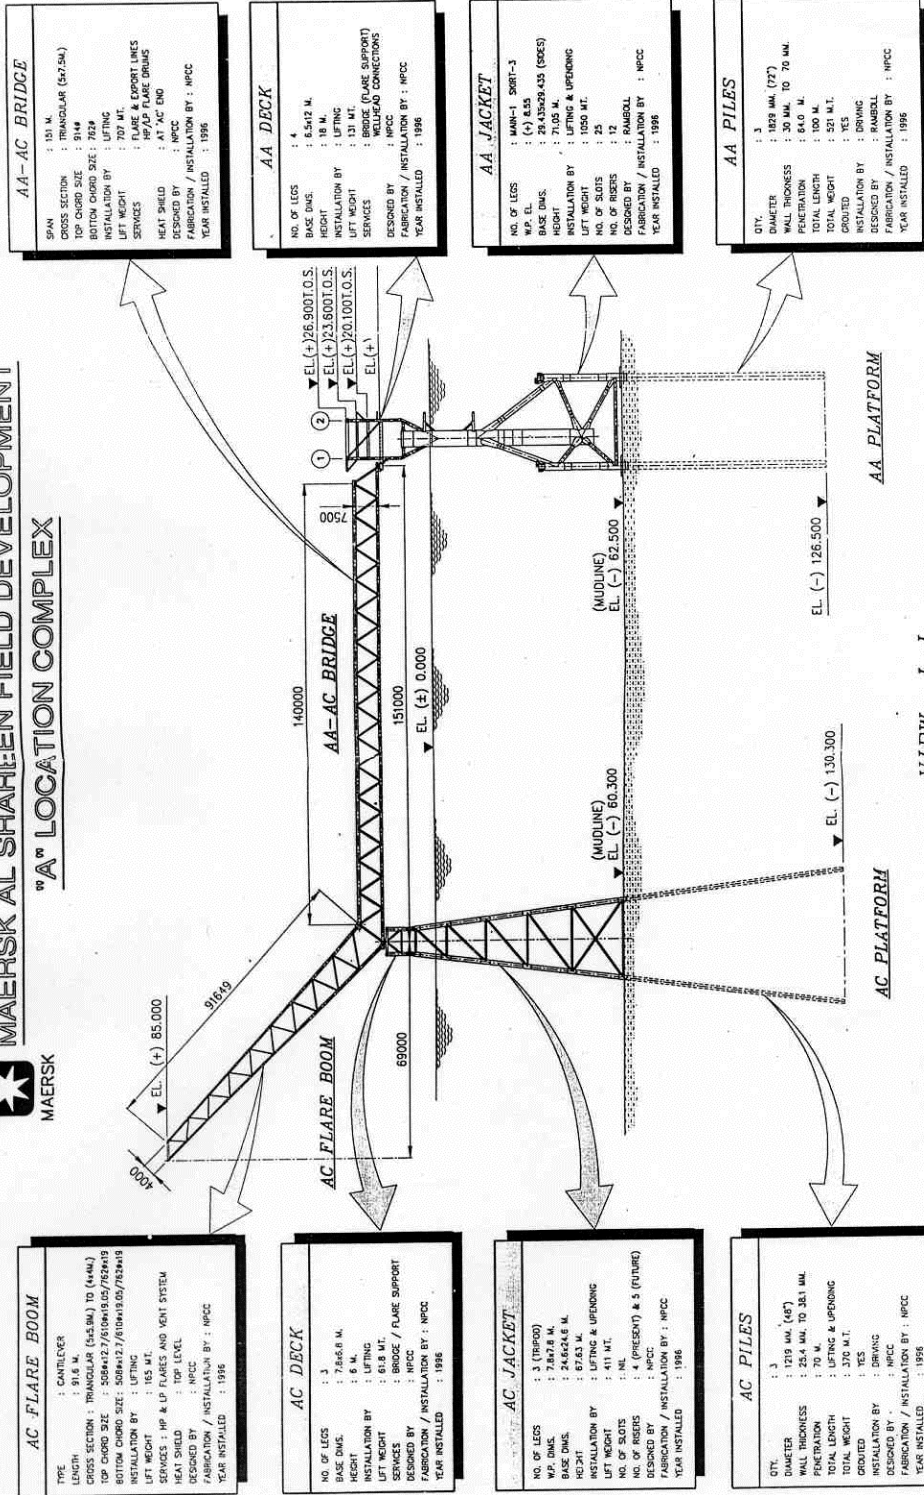 MAERSK AL SHAHEEN FIELD DEVELOPMENT
"A" LOCATION COMPLEX
MAERSK
AC FLARE BOOM
TYPE : CANTILEVER
LENGTH : 91.6 M.
CROSS SECTION : TRIANGULAR (5x5.9M.) TO (4x4M.)
TOP CHORD SIZE : 508ø×12.7/610ø×19.05/762ø×19
BOTTOM CHORD SIZE: 508ø×12.7/610ø×19.05/762ø×19
INSTALLATION BY : LIFTING
LIFT WEIGHT : 165 MT.
SERVICES : HP & LP FLARES AND VENT SYSTEM
HEAT SHIELD : TOP LEVEL
DESIGNED BY : NPCC
FABRICATION / INSTALLATION BY : NPCC
YEAR INSTALLED : 1996
AC DECK
NO. OF LEGS : 3
BASE DIMS. : 7.8x6.8 M.
HEIGHT : 6.6 M.
INSTALLATION BY : LIFTING
LIFT WEIGHT : 61.8 MT.
SERVICES : BRIDGE / FLARE SUPPORT
DESIGNED BY : NPCC
FABRICATION / INSTALLATION BY : NPCC
YEAR INSTALLED : 1996
AC JACKET
NO. OF LEGS : 3 (TRIPOD)
W.P. DIMS. : 7.8x7.8 M.
BASE DIMS. : 24.6x24.6 M.
HEIGHT : 67.63 M.
INSTALLATION BY : LIFTING & UPENDING
LIFT WEIGHT : 411 MT.
NO. OF SLOTS : NIL
NO. OF RISERS : 4 (PRESENT) & 5 (FUTURE)
DESIGNED BY : NPCC
FABRICATION / INSTALLATION BY : NPCC
YEAR INSTALLED : 1996
AC PILES
QTY. : 3
DIAMETER : 1219 MM. (48")
WALL THICKNESS : 25.4 MM. TO 38.1 MM.
PENETRATION : 70 M.
TOTAL LENGTH : LIFTING & UPENDING
TOTAL WEIGHT : 370 M.T.
GROUTED : YES
INSTALLATION BY : DRIVING
DESIGNED BY : NPCC
FABRICATION / INSTALLATION BY : NPCC
YEAR INSTALLED : 1996
4000
EL. (+) 85.000
91649
AC FLARE BOOM
69000
140000
AA-AC BRIDGE
151000
EL. (±) 0.000
7500
1
2
EL.(+)26.900T.O.S.
EL.(+)23.600T.O.S.
EL.(+)20.100T.O.S.
EL.(+)
(MUDLINE)
EL. (-) 60.300
(MUDLINE)
EL. (-) 62.500
EL. (-) 130.300
EL. (-) 126.500
AC PLATFORM
AA PLATFORM
AA-AC BRIDGE
SPAN : 151 M.
CROSS SECTION : TRIANGULAR (5x7.5M.)
TOP CHORD SIZE : 914ø
BOTTOM CHORD SIZE : 762ø
INSTALLATION BY : LIFTING
LIFT WEIGHT : 707 MT.
SERVICES : FLARE & EXPORT LINES
HP/LP FLARE DRUMS
HEAT SHIELD : AT "AC" END
DESIGNED BY : NPCC
FABRICATION / INSTALLATION BY : NPCC
YEAR INSTALLED : 1996
AA DECK
NO. OF LEGS : 4
BASE DIMS. : 6.5x12 M.
HEIGHT : 18 M.
INSTALLATION BY : LIFTING
LIFT WEIGHT : 131 MT.
SERVICES : BRIDGE (FLARE SUPPORT)
WELLHEAD CONNECTIONS
DESIGNED BY : NPCC
FABRICATION / INSTALLATION BY : NPCC
YEAR INSTALLED : 1996
AA JACKET
NO. OF LEGS : MAIN-1 SKIRT-3
W.P. EL. : (+) 8.55
BASE DIMS. : 29.435x29.435 (SIDES)
HEIGHT : 71.05 M.
INSTALLATION BY : LIFTING & UPENDING
LIFT WEIGHT : 1050 MT.
NO. OF SLOTS : 25
NO. OF RISERS : 12
DESIGNED BY : RAMBOLL
FABRICATION / INSTALLATION BY : NPCC
YEAR INSTALLED : 1996
AA PILES
QTY. : 3
DIAMETER : 1829 MM. (72")
WALL THICKNESS : 30 MM. TO 70 MM.
PENETRATION : 64.0 M.
TOTAL LENGTH : 100 M.
TOTAL WEIGHT : 521 M.T.
GROUTED : YES
INSTALLATION BY : DRIVING
DESIGNED BY : RAMBOLL
FABRICATION / INSTALLATION BY : NPCC
YEAR INSTALLED : 1996